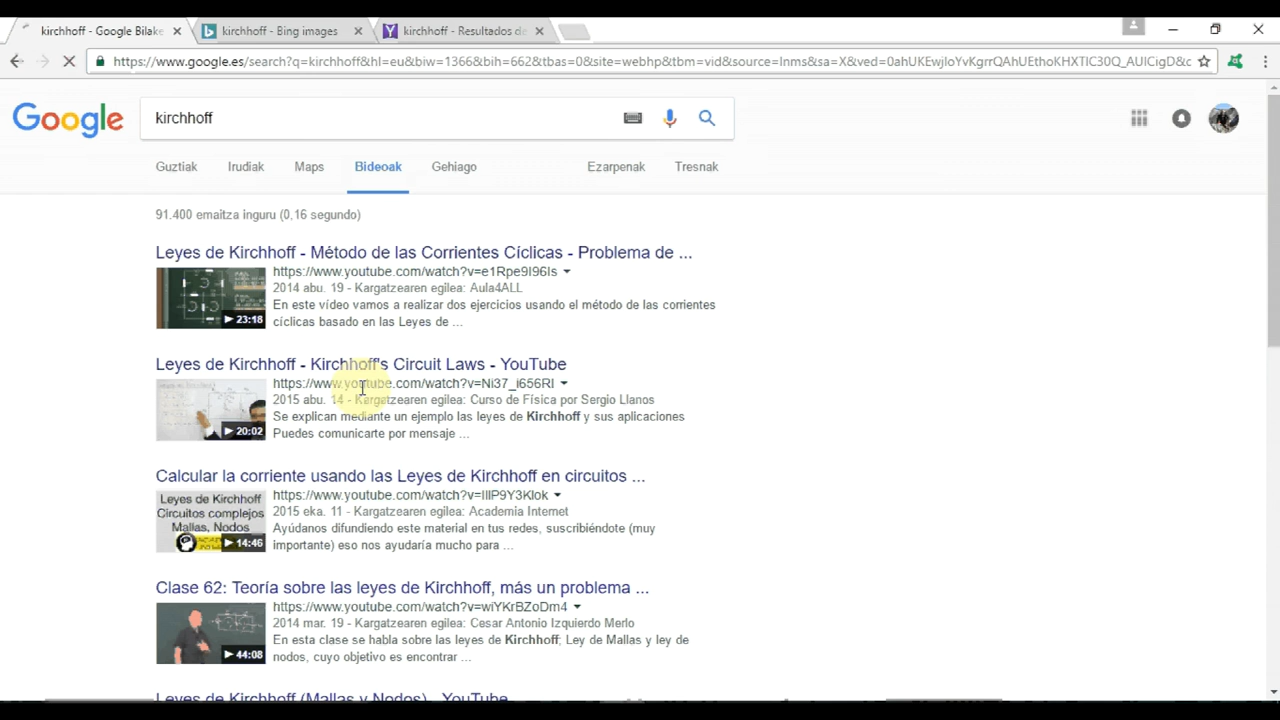 kirchhoff - Google Bilake
kirchhoff - Bing images
kirchhoff - Resultados de
https://www.google.es/search?q=kirchhoff&hl=eu&biw=1366&bih=662&tbas=0&site=webhp&tbm=vid&source=lnms&sa=X&ved=0ahUKEwjloYvKgrrQAhUEthoKHXTIC30Q_AUICigD&c
Google
kirchhoff
Guztiak Irudiak Maps Bideoak Gehiago Ezarpenak Tresnak
91.400 emaitza inguru (0,16 segundo)
Leyes de Kirchhoff - Método de las Corrientes Cíclicas - Problema de ...
https://www.youtube.com/watch?v=e1Rpe9I96Is
2014 abu. 19 - Kargatzearen egilea: Aula4ALL
En este vídeo vamos a realizar dos ejercicios usando el método de las corrientes
cíclicas basado en las Leyes de ...
23:18
Leyes de Kirchhoff - Kirchhoff's Circuit Laws - YouTube
https://www.youtube.com/watch?v=Ni37_i656RI
2015 abu. 14 - Kargatzearen egilea: Curso de Física por Sergio Llanos
Se explican mediante un ejemplo las leyes de Kirchhoff y sus aplicaciones
Puedes comunicarte por mensaje ...
20:02
Calcular la corriente usando las Leyes de Kirchhoff en circuitos ...
https://www.youtube.com/watch?v=IllP9Y3Klok
2015 eka. 11 - Kargatzearen egilea: Academia Internet
Ayúdanos difundiendo este material en tus redes, suscribiéndote (muy
importante) eso nos ayudaría mucho para ...
Leyes de Kirchhoff
Circuitos complejos
Mallas, Nodos
14:46
Clase 62: Teoría sobre las leyes de Kirchhoff, más un problema ...
https://www.youtube.com/watch?v=wiYKrBZoDm4
2014 mar. 19 - Kargatzearen egilea: Cesar Antonio Izquierdo Merlo
En esta clase se habla sobre las leyes de Kirchhoff; Ley de Mallas y ley de
nodos, cuyo objetivo es encontrar ...
44:08
Leyes de Kirchhoff (Mallas y Nodos) - YouTube